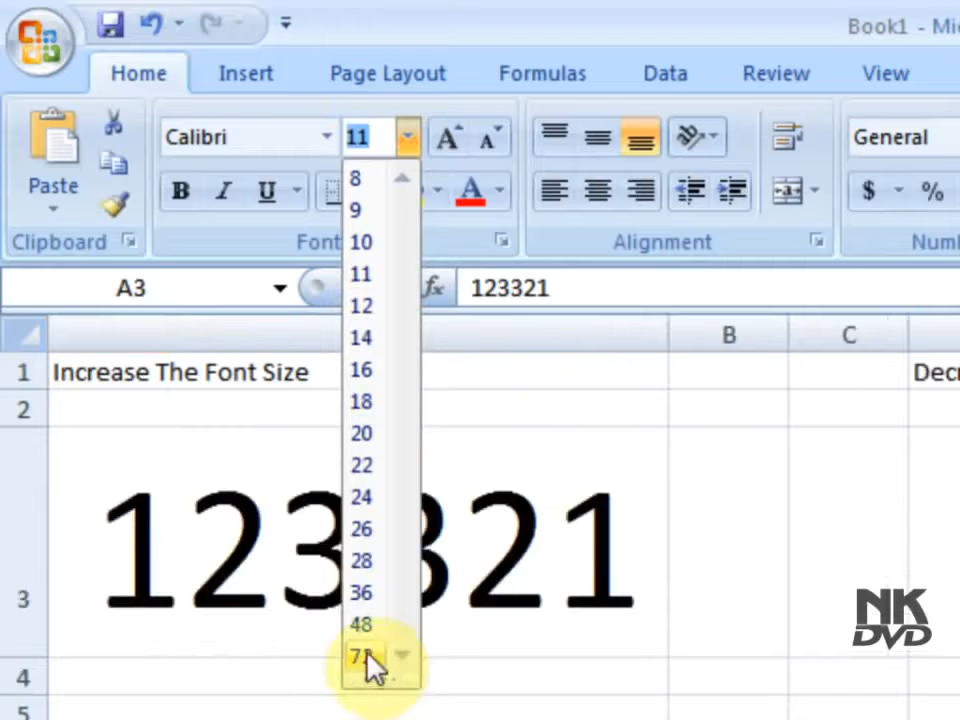 Book1 - Mi
Home Insert Page Layout Formulas Data Review View
Calibri 11 General
Paste B I U A $ %
Clipboard Font Alignment Num
A3 fx 123321
B C
1 Increase The Font Size Decr
2
3 123321
4
5
8
9
10
11
12
14
16
18
20
22
24
26
28
36
48
72
NK
DVD